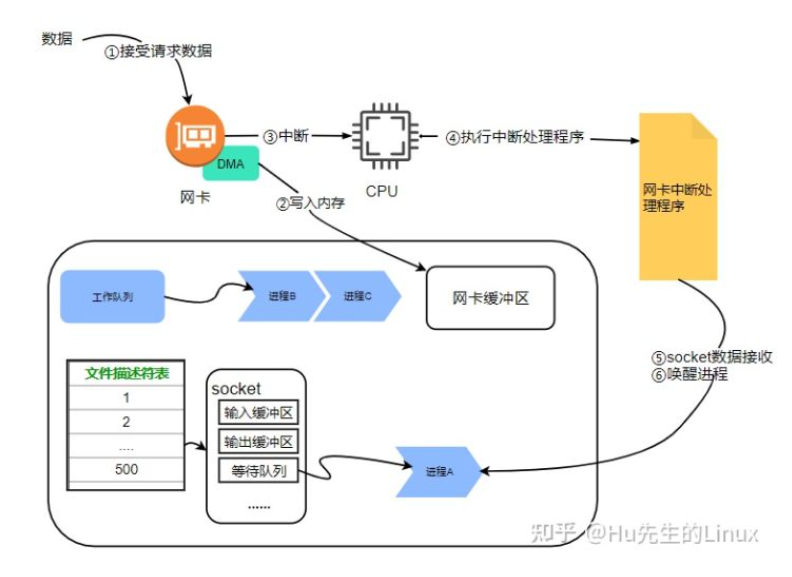 数据
①接受请求数据
③中断
④执行中断处理程序
DMA
网卡
CPU
②写入内存
网卡中断处
理程序
工作队列
进程B
进程C
网卡缓冲区
⑤socket数据接收
⑥唤醒进程
文件描述符表
1
2
....
500
socket
输入缓冲区
输出缓冲区
等待队列
......
进程A
知乎 @Hu先生的Linux